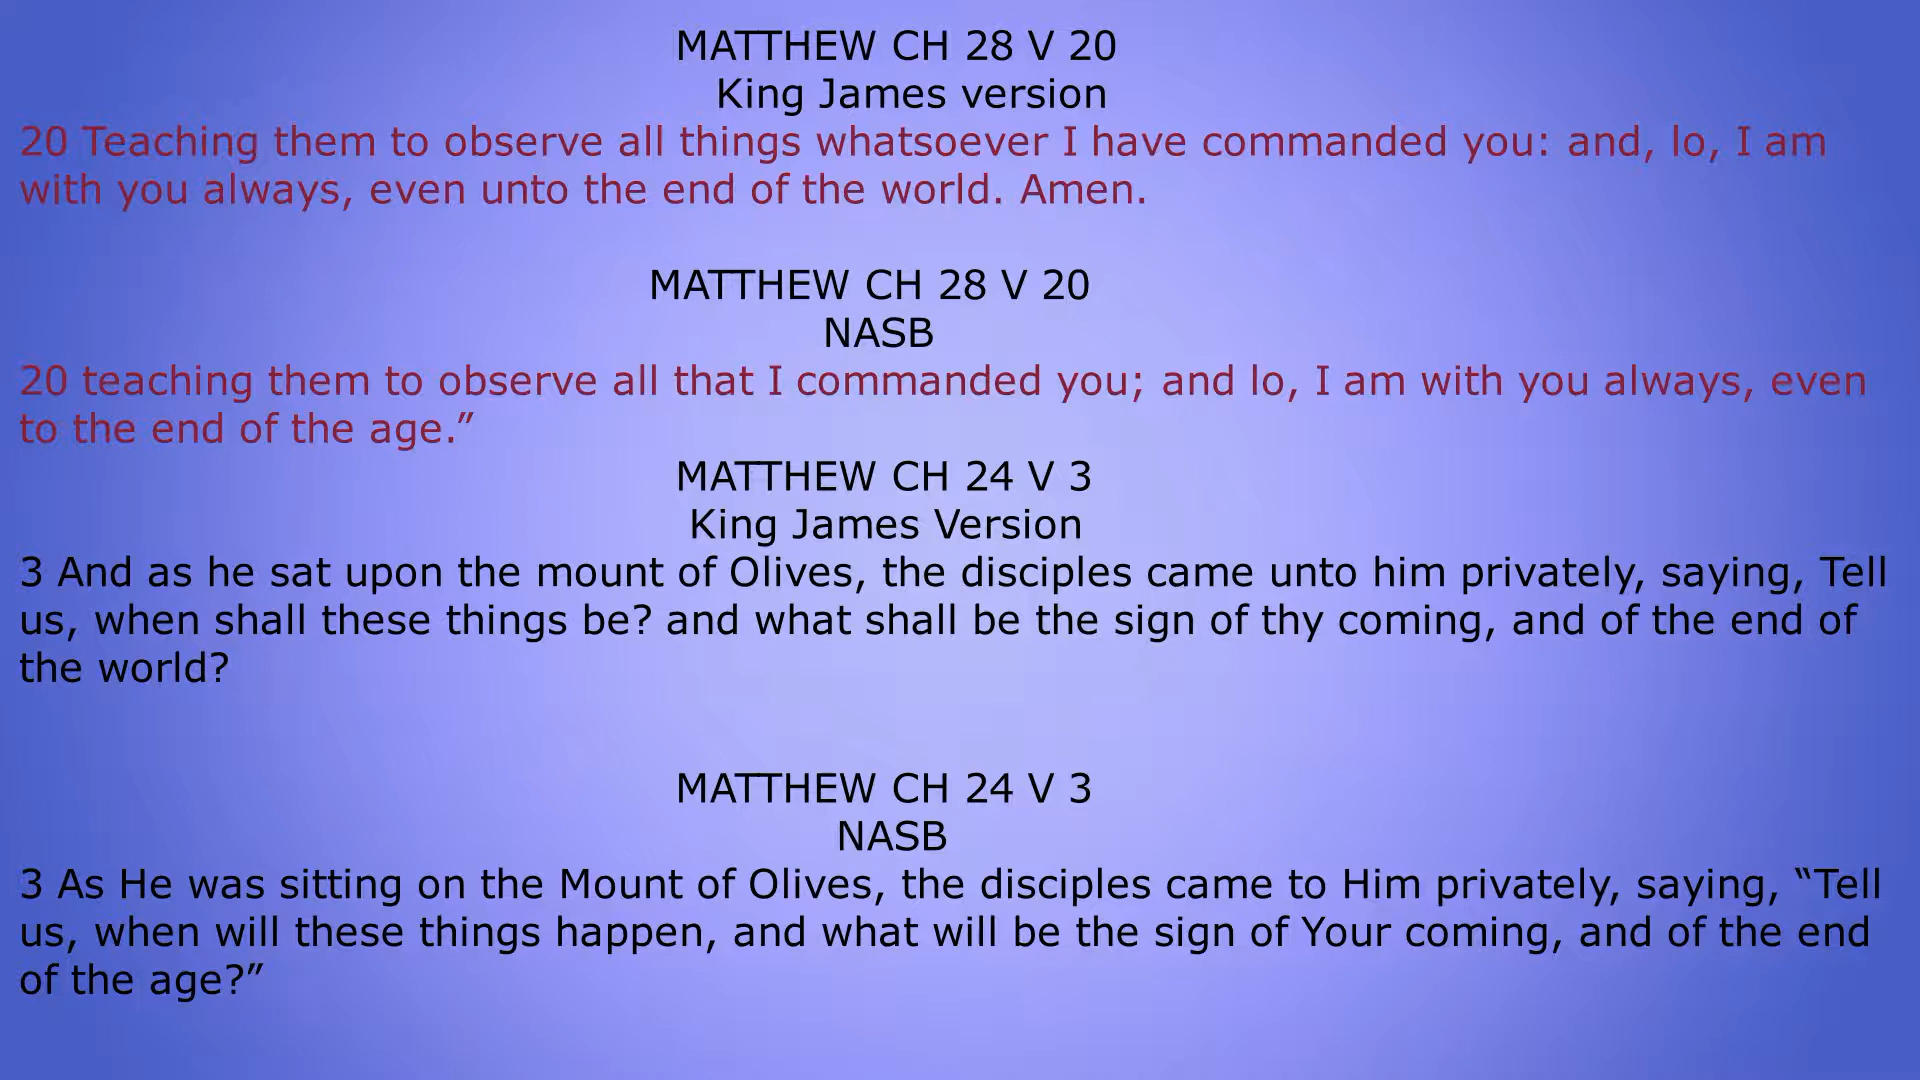 MATTHEW CH 28 V 20
King James version
20 Teaching them to observe all things whatsoever I have commanded you: and, lo, I am
with you always, even unto the end of the world. Amen.
MATTHEW CH 28 V 20
NASB
20 teaching them to observe all that I commanded you; and lo, I am with you always, even
to the end of the age.”
MATTHEW CH 24 V 3
King James Version
3 And as he sat upon the mount of Olives, the disciples came unto him privately, saying, Tell
us, when shall these things be? and what shall be the sign of thy coming, and of the end of
the world?
MATTHEW CH 24 V 3
NASB
3 As He was sitting on the Mount of Olives, the disciples came to Him privately, saying, “Tell
us, when will these things happen, and what will be the sign of Your coming, and of the end
of the age?”